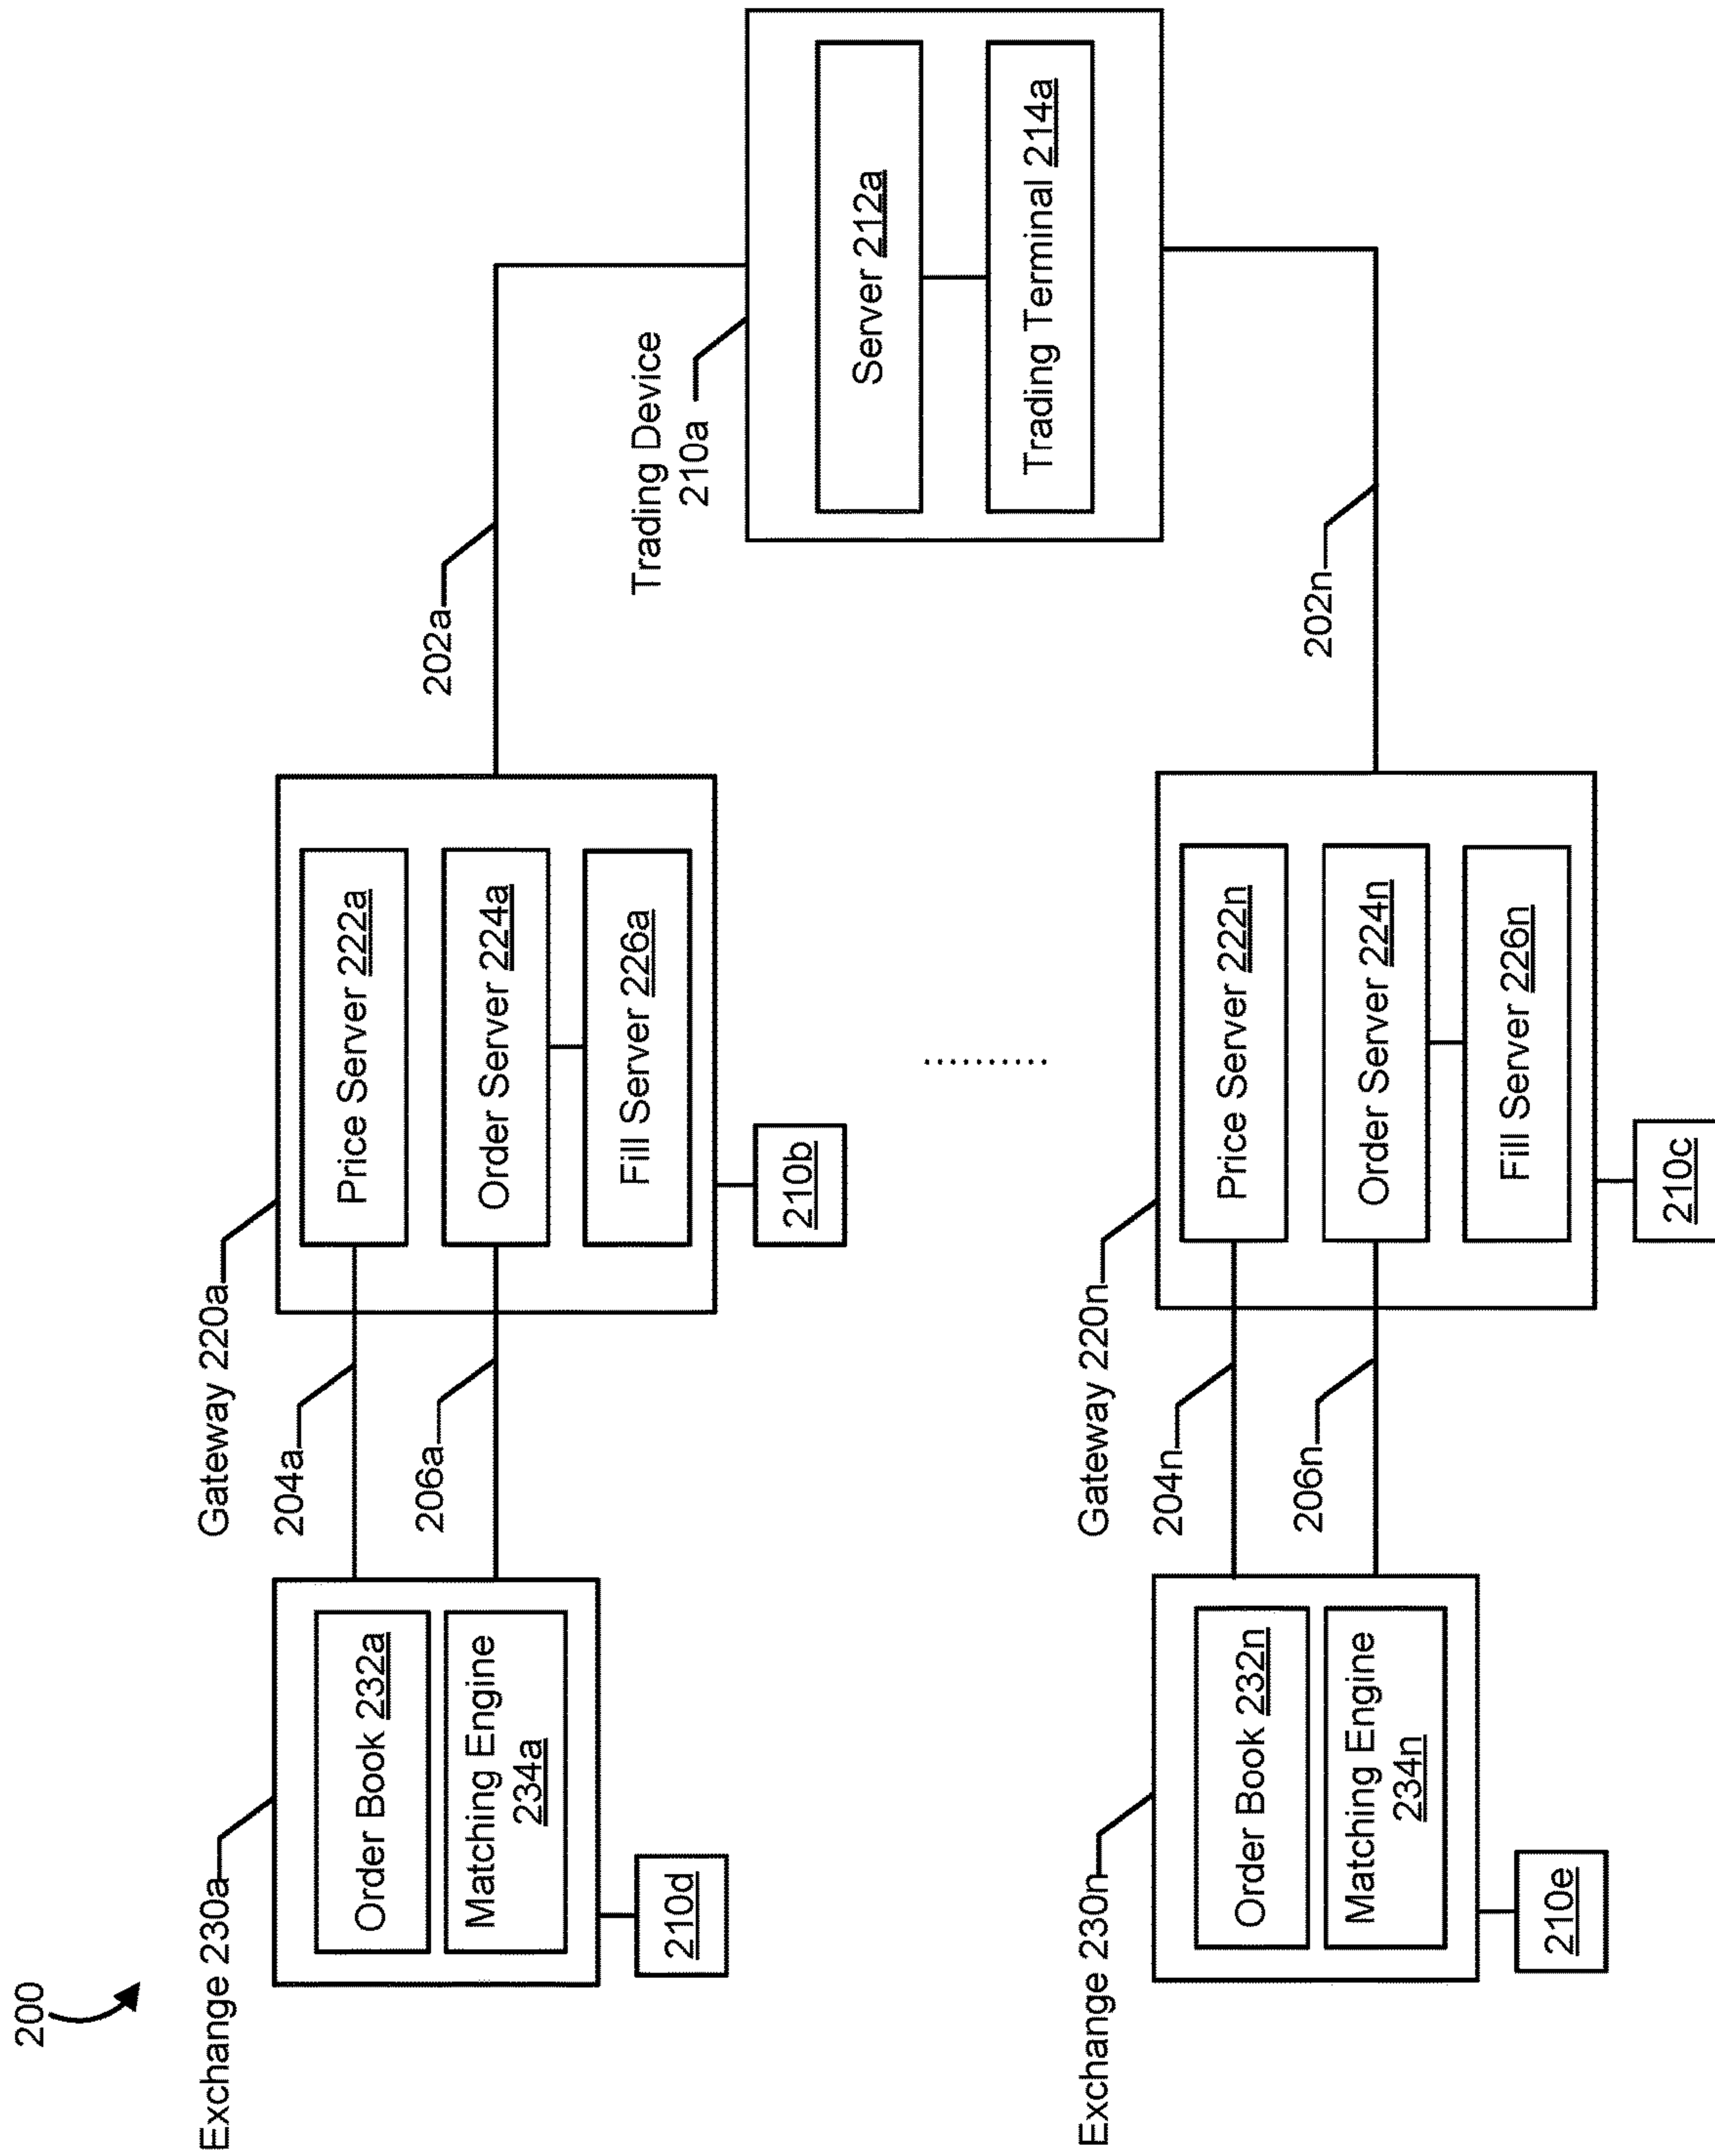 200
Exchange 230a
Order Book 232a
Matching Engine
234a
210d
204a
206a
Gateway 220a
Price Server 222a
Order Server 224a
Fill Server 226a
210b
202a
Trading Device
210a
Server 212a
Trading Terminal 214a
..........
Exchange 230n
Order Book 232n
Matching Engine
234n
210e
204n
206n
Gateway 220n
Price Server 222n
Order Server 224n
Fill Server 226n
210c
202n